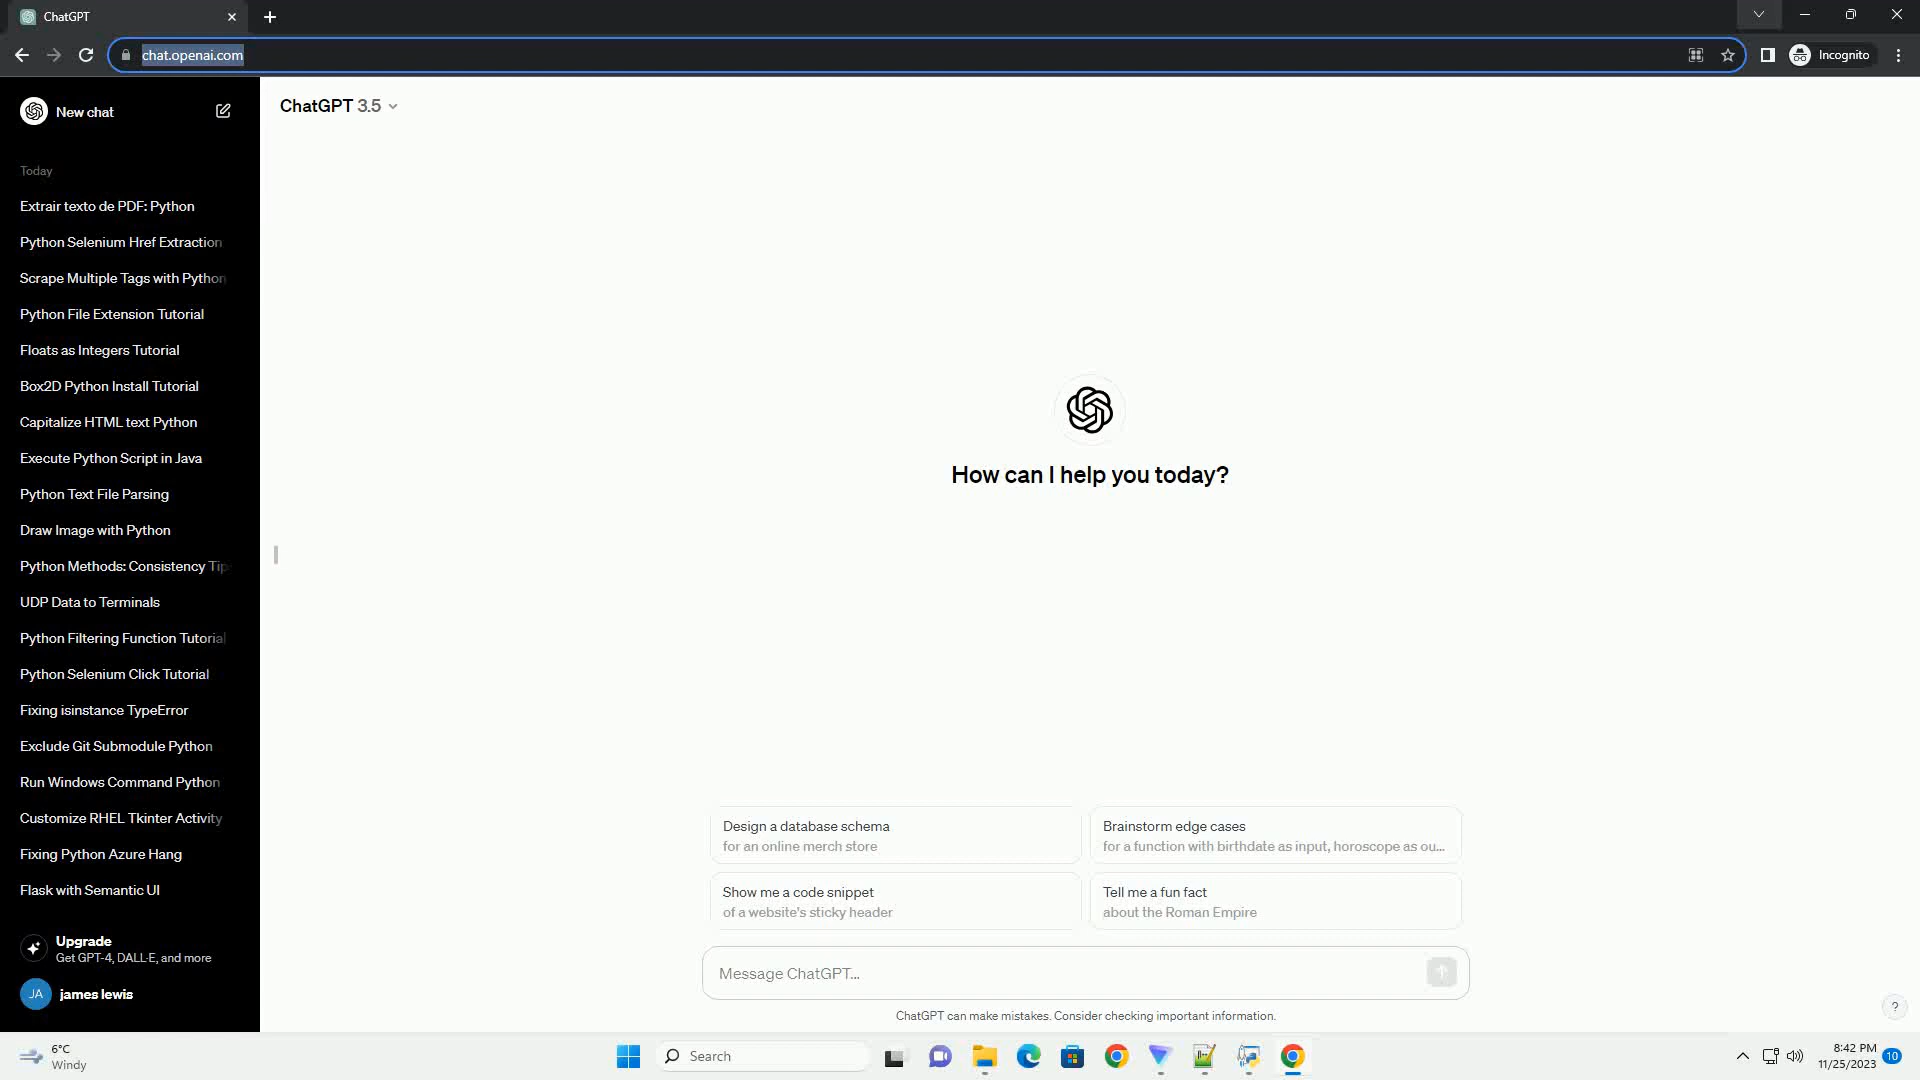 ChatGPT
chat.openai.com
Incognito
New chat
ChatGPT 3.5
Today
Extrair texto de PDF: Python
Python Selenium Href Extraction
Scrape Multiple Tags with Python
Python File Extension Tutorial
Floats as Integers Tutorial
Box2D Python Install Tutorial
Capitalize HTML text Python
Execute Python Script in Java
Python Text File Parsing
Draw Image with Python
Python Methods: Consistency Tip
UDP Data to Terminals
Python Filtering Function Tutorial
Python Selenium Click Tutorial
Fixing isinstance TypeError
Exclude Git Submodule Python
Run Windows Command Python
Customize RHEL Tkinter Activity
Fixing Python Azure Hang
Flask with Semantic UI
Upgrade
Get GPT-4, DALL·E, and more
JA
james lewis
How can I help you today?
Design a database schema
for an online merch store
Brainstorm edge cases
for a function with birthdate as input, horoscope as ou...
Show me a code snippet
of a website's sticky header
Tell me a fun fact
about the Roman Empire
Message ChatGPT...
ChatGPT can make mistakes. Consider checking important information.
?
6°C
Windy
Search
8:42 PM
11/25/2023
10